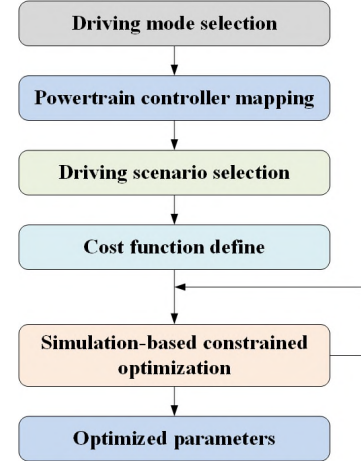 Driving mode selection
Powertrain controller mapping
Driving scenario selection
Cost function define
Simulation-based constrained
optimization
Optimized parameters